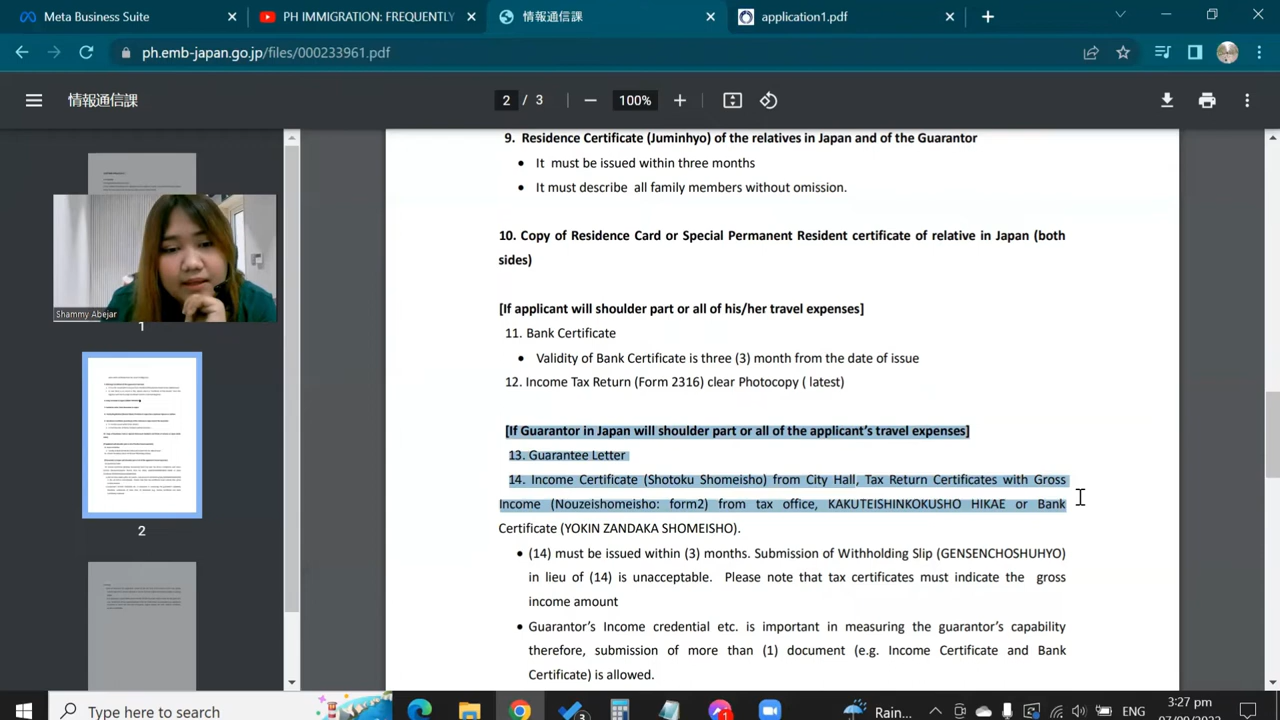 Meta Business Suite
PH IMMIGRATION: FREQUENTLY
情報通信課
application1.pdf
ph.emb-japan.go.jp/files/000233961.pdf
情報通信課
2 / 3
100%
9. Residence Certificate (Juminhyo) of the relatives in Japan and of the Guarantor
• It must be issued within three months
• It must describe all family members without omission.
10. Copy of Residence Card or Special Permanent Resident certificate of relative in Japan (both
sides)
[If applicant will shoulder part or all of his/her travel expenses]
11. Bank Certificate
• Validity of Bank Certificate is three (3) month from the date of issue
12. Income Tax Return (Form 2316) clear Photocopy ( latest)
[If Guarantor in Japan will shoulder part or all of the applicant's travel expenses]
13. Guarantee Letter
14. Income Certificate (Shotoku Shomeisho) from City Hall, Tax Return Certificates with Gross
Income (Nouzeishomeisho: form2) from tax office, KAKUTEISHINKOKUSHO HIKAE or Bank
Certificate (YOKIN ZANDAKA SHOMEISHO).
• (14) must be issued within (3) months. Submission of Withholding Slip (GENSENCHOSHUHYO)
in lieu of (14) is unacceptable. Please note that tax certificates must indicate the gross
income amount
• Guarantor's Income credential etc. is important in measuring the guarantor's capability
therefore, submission of more than (1) document (e.g. Income Certificate and Bank
Certificate) is allowed.
Shammy Abejar
1
2
Type here to search
3
1
Rain...
ENG
3:27 pm